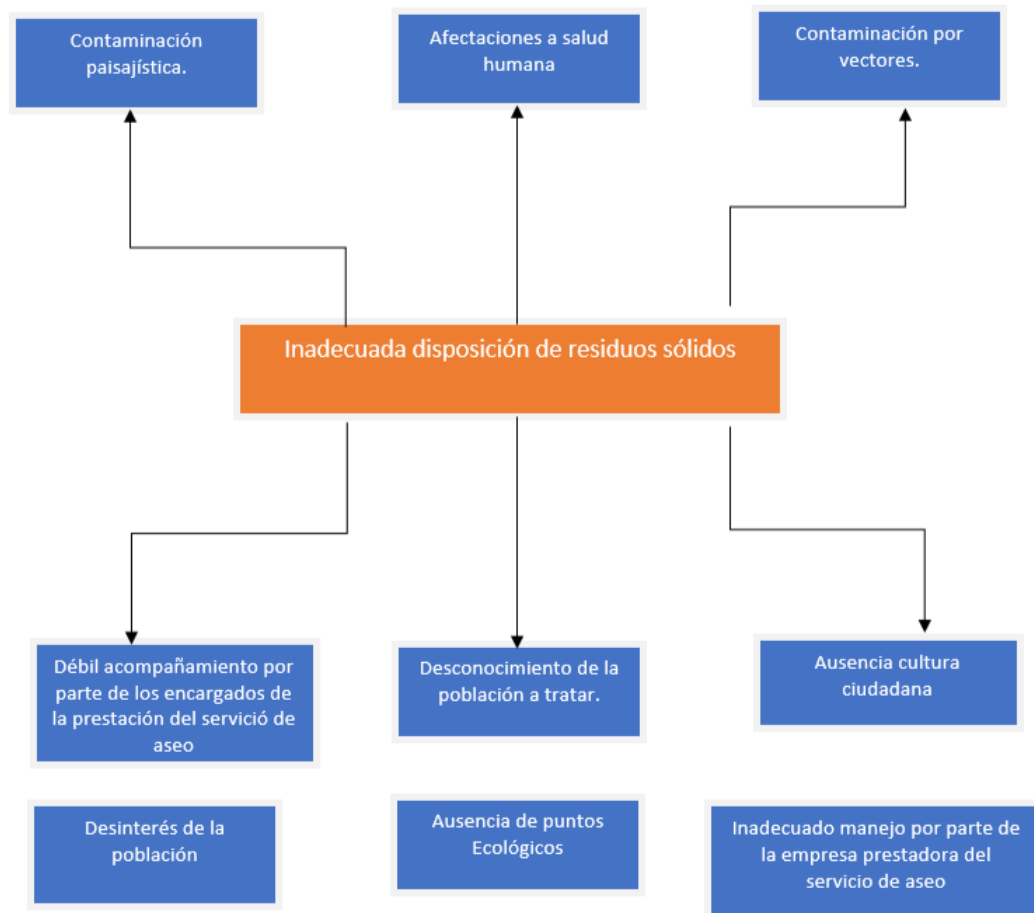 Contaminación
paisajística.
Afectaciones a salud
humana
Contaminación por
vectores.
Inadecuada disposición de residuos sólidos
Débil acompañamiento por
parte de los encargados de
la prestación del servició de
aseo
Desconocimiento de la
población a tratar.
Ausencia cultura
ciudadana
Desinterés de la
población
Ausencia de puntos
Ecológicos
Inadecuado manejo por parte de
la empresa prestadora del
servicio de aseo